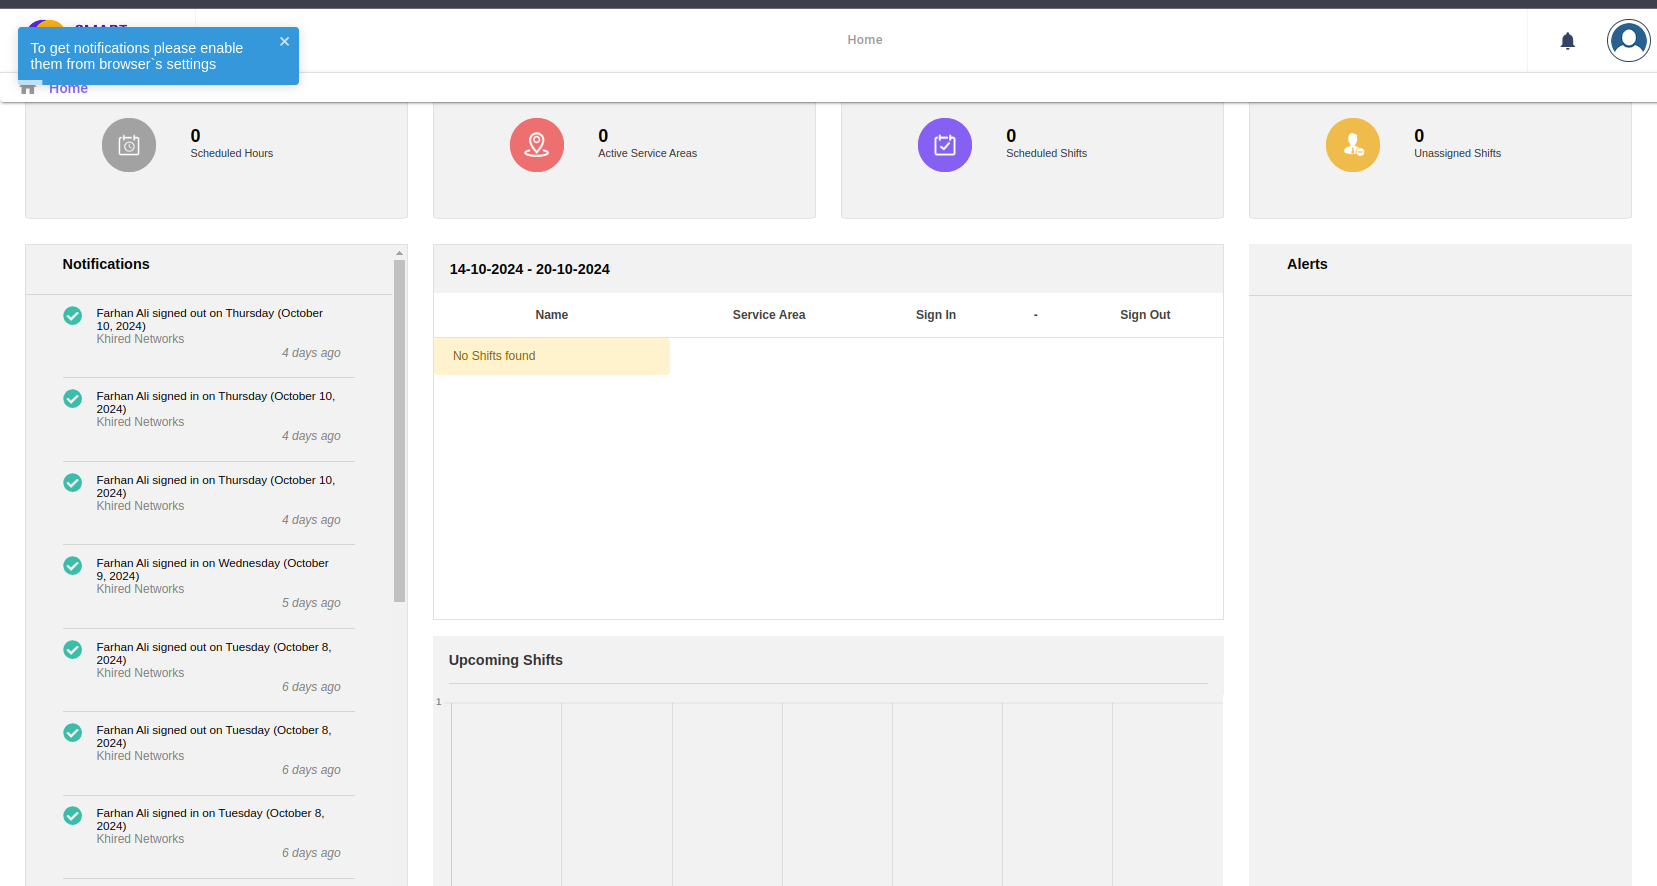 SMART
To get notifications please enable
them from browser`s settings
×
Home
Home
0
Scheduled Hours
0
Active Service Areas
0
Scheduled Shifts
0
Unassigned Shifts
Notifications
Farhan Ali signed out on Thursday (October
10, 2024)
Khired Networks
4 days ago
Farhan Ali signed in on Thursday (October 10,
2024)
Khired Networks
4 days ago
Farhan Ali signed in on Thursday (October 10,
2024)
Khired Networks
4 days ago
Farhan Ali signed in on Wednesday (October
9, 2024)
Khired Networks
5 days ago
Farhan Ali signed out on Tuesday (October 8,
2024)
Khired Networks
6 days ago
Farhan Ali signed out on Tuesday (October 8,
2024)
Khired Networks
6 days ago
Farhan Ali signed in on Tuesday (October 8,
2024)
Khired Networks
6 days ago
14-10-2024 - 20-10-2024
Name Service Area Sign In - Sign Out
No Shifts found
Upcoming Shifts
1
Alerts